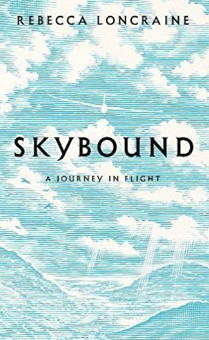 REBECCA LONCRAINE
SKYBOUND
A JOURNEY IN FLIGHT